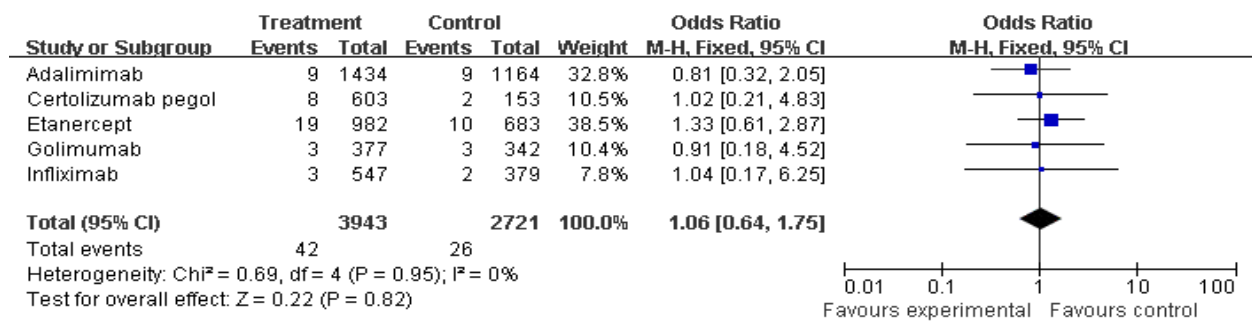 Treatment Control Odds Ratio Odds Ratio
Study or Subgroup Events Total Events Total Weight M-H, Fixed, 95% CI M-H, Fixed, 95% CI
Adalimimab 9 1434 9 1164 32.8% 0.81 [0.32, 2.05]
Certolizumab pegol 8 603 2 153 10.5% 1.02 [0.21, 4.83]
Etanercept 19 982 10 683 38.5% 1.33 [0.61, 2.87]
Golimumab 3 377 3 342 10.4% 0.91 [0.18, 4.52]
Infliximab 3 547 2 379 7.8% 1.04 [0.17, 6.25]
Total (95% CI) 3943 2721 100.0% 1.06 [0.64, 1.75]
Total events 42 26
Heterogeneity: Chi² = 0.69, df = 4 (P = 0.95); I² = 0%
Test for overall effect: Z = 0.22 (P = 0.82)
0.01 0.1 1 10 100
Favours experimental Favours control